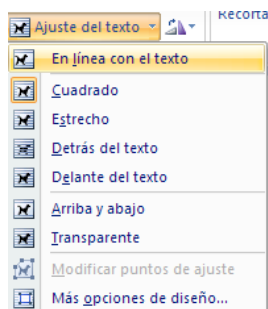 Ajuste del texto
Recorta
En línea con el texto
Cuadrado
Estrecho
Detrás del texto
Delante del texto
Arriba y abajo
Transparente
Modificar puntos de ajuste
Más opciones de diseño...